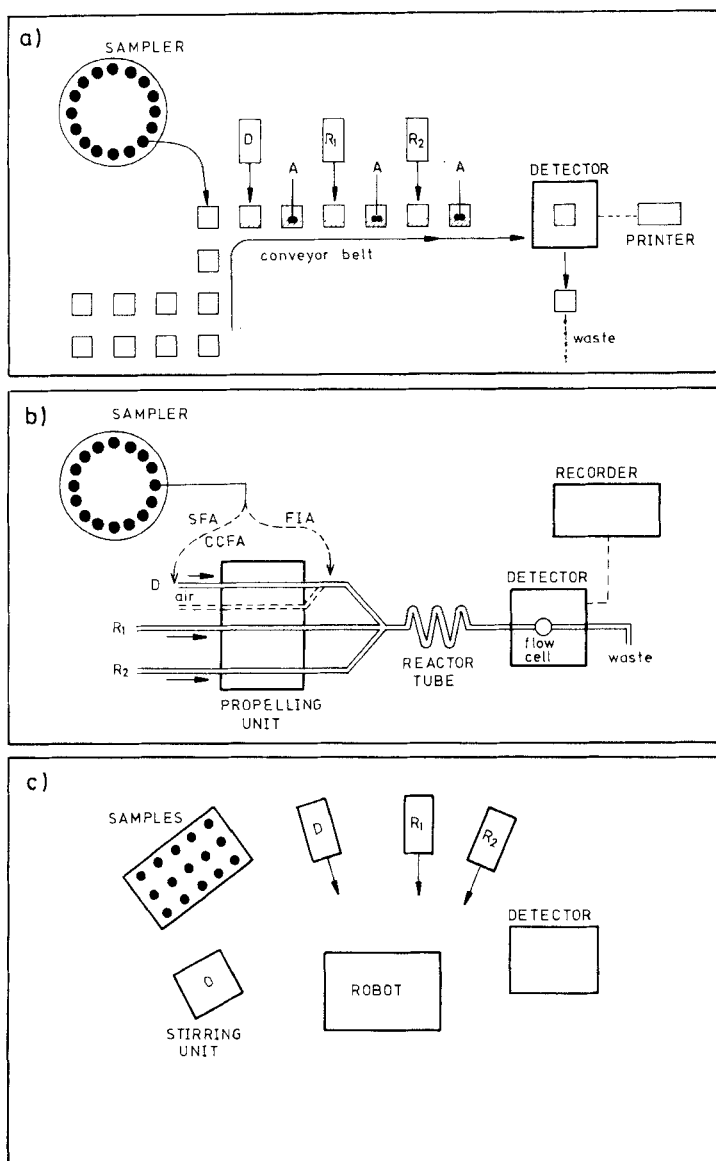 a)
SAMPLER
D
R1
R2
A
A
A
DETECTOR
PRINTER
conveyor belt
waste
b)
SAMPLER
RECORDER
SFA
FIA
CCFA
DETECTOR
D
air
R1
R2
flow
cell
waste
REACTOR
TUBE
PROPELLING
UNIT
c)
SAMPLES
D
R1
R2
DETECTOR
O
ROBOT
STIRRING
UNIT